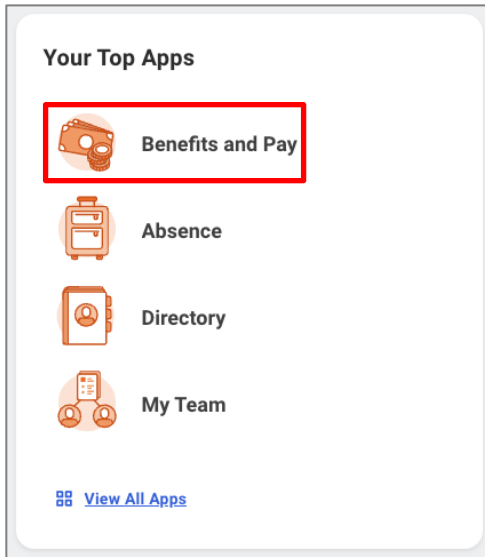 Your Top Apps
Benefits and Pay
Absence
Directory
My Team
View All Apps